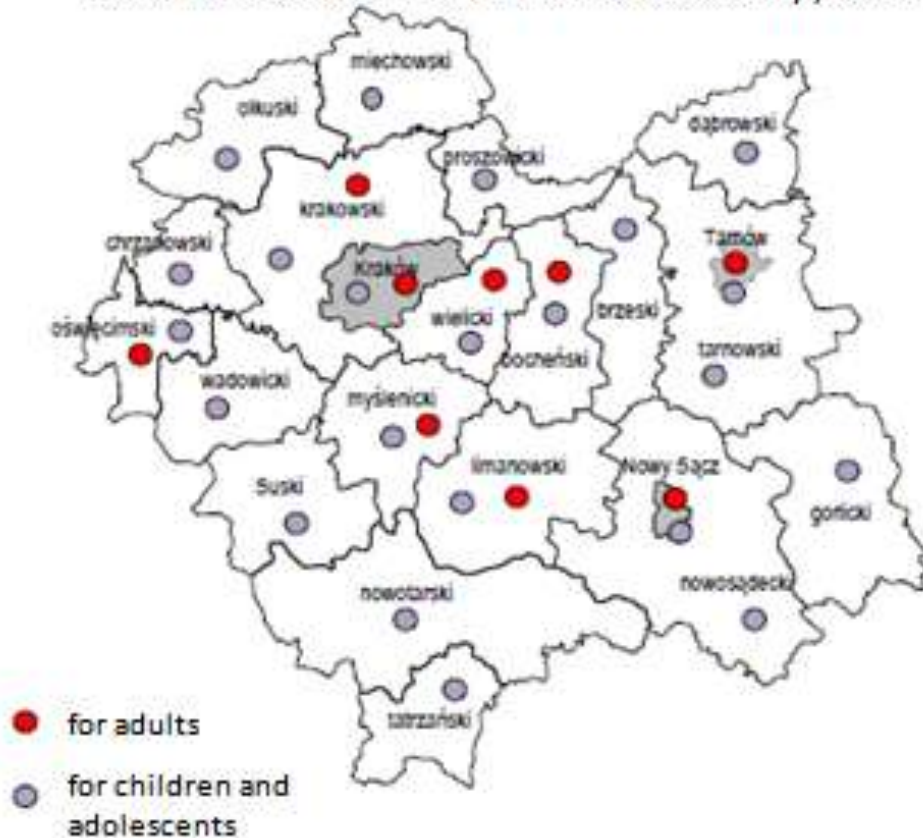 miechowski
olkuski
dąbrowski
proszowicki
krakowski
Tarnów
chrzanowski
Kraków
oświęcimski
wielicki
brzeski
bocheński
tarnowski
wadowicki
myślenicki
limanowski
Nowy Sącz
Suski
gorlicki
nowotarski
nowosądecki
tatrzański
for adults
for children and
adolescents